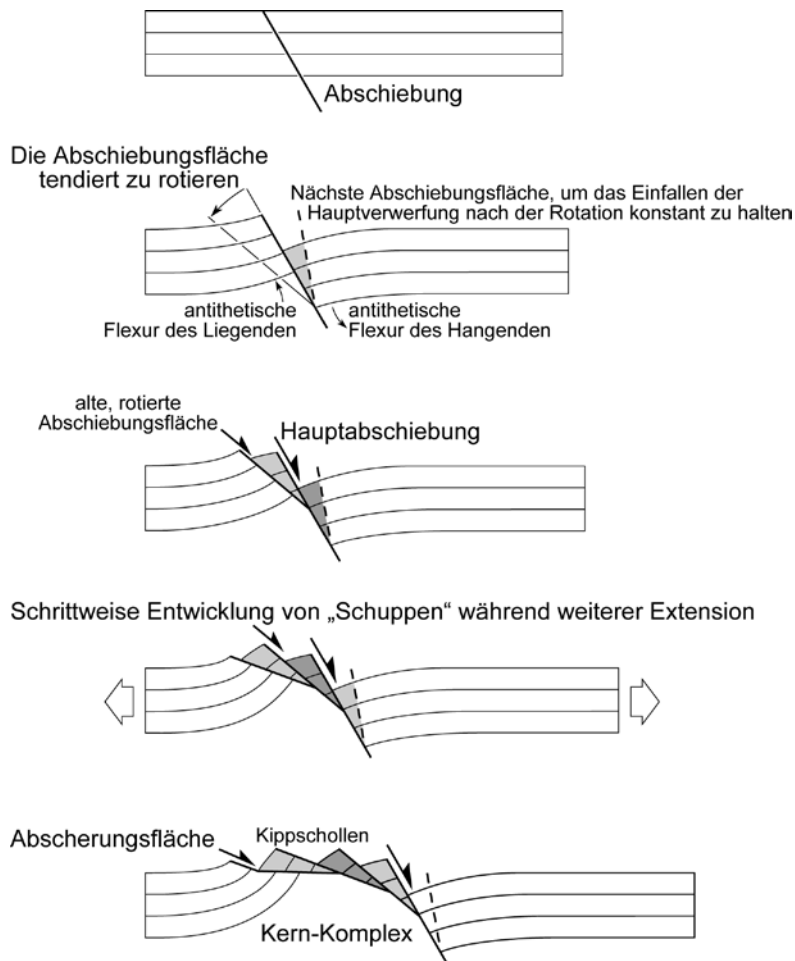 Abschiebung
Die Abschiebungsfläche
tendiert zu rotieren
Nächste Abschiebungsfläche, um das Einfallen der
Hauptverwerfung nach der Rotation konstant zu halten
antithetische
Flexur des Liegenden
antithetische
Flexur des Hangenden
alte, rotierte
Abschiebungsfläche
Hauptabschiebung
Schrittweise Entwicklung von „Schuppen“ während weiterer Extension
Abscherungsfläche
Kippschollen
Kern-Komplex